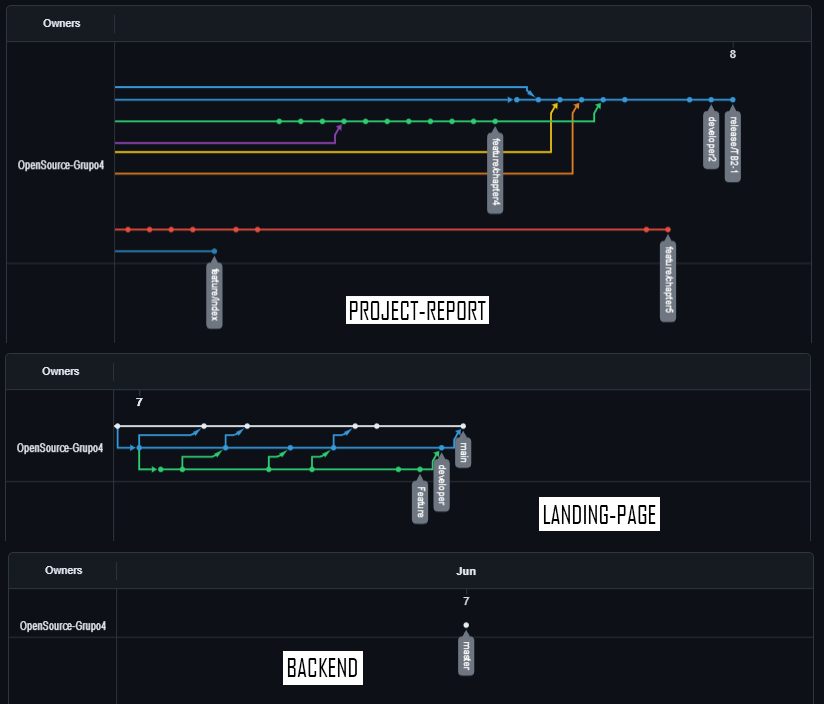 Owners
8
OpenSource-Grupo4
feature/chapter4
developer2
release/TB2-1
feature/index
feature/chapter5
PROJECT-REPORT
Owners
7
OpenSource-Grupo4
main
developer
Feature
LANDING-PAGE
Owners
Jun
7
OpenSource-Grupo4
master
BACKEND